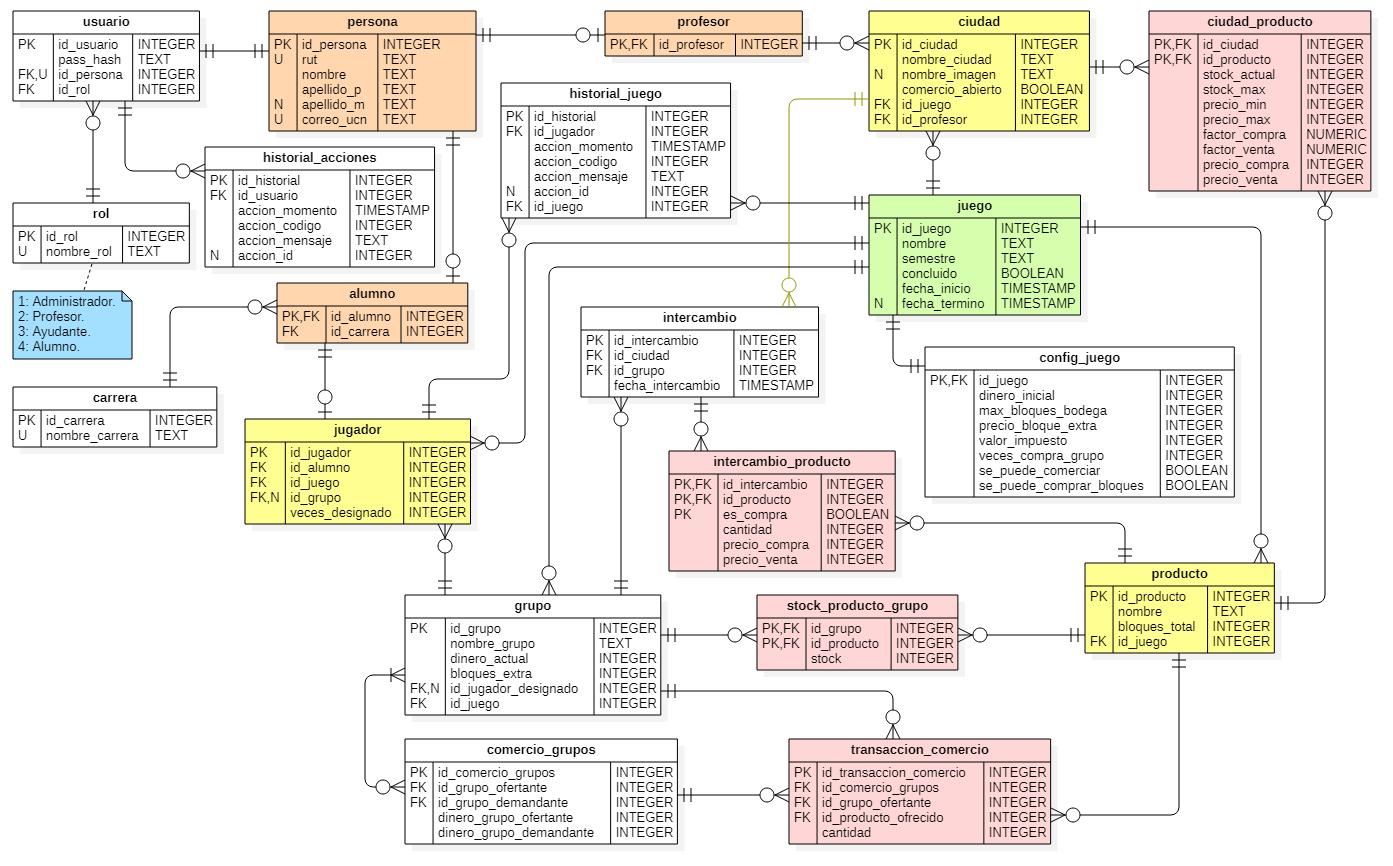 usuario
PK id_usuario INTEGER
pass_hash TEXT
FK,U id_persona INTEGER
FK id_rol INTEGER
persona
PK id_persona INTEGER
U rut TEXT
nombre TEXT
apellido_p TEXT
N apellido_m TEXT
U correo_ucn TEXT
profesor
PK,FK id_profesor INTEGER
ciudad
PK id_ciudad INTEGER
nombre_ciudad TEXT
N nombre_imagen TEXT
comercio_abierto BOOLEAN
FK id_juego INTEGER
FK id_profesor INTEGER
ciudad_producto
PK,FK id_ciudad INTEGER
PK,FK id_producto INTEGER
stock_actual INTEGER
stock_max INTEGER
precio_min INTEGER
precio_max INTEGER
factor_compra NUMERIC
factor_venta NUMERIC
precio_compra INTEGER
precio_venta INTEGER
historial_juego
PK id_historial INTEGER
FK id_jugador INTEGER
accion_momento TIMESTAMP
accion_codigo INTEGER
accion_mensaje TEXT
N accion_id INTEGER
FK id_juego INTEGER
historial_acciones
PK id_historial INTEGER
FK id_usuario INTEGER
accion_momento TIMESTAMP
accion_codigo INTEGER
accion_mensaje TEXT
N accion_id INTEGER
rol
PK id_rol INTEGER
U nombre_rol TEXT
1: Administrador.
2: Profesor.
3: Ayudante.
4: Alumno.
juego
PK id_juego INTEGER
nombre TEXT
semestre TEXT
concluido BOOLEAN
fecha_inicio TIMESTAMP
N fecha_termino TIMESTAMP
alumno
PK,FK id_alumno INTEGER
FK id_carrera INTEGER
intercambio
PK id_intercambio INTEGER
FK id_ciudad INTEGER
FK id_grupo INTEGER
fecha_intercambio TIMESTAMP
config_juego
PK,FK id_juego INTEGER
dinero_inicial INTEGER
max_bloques_bodega INTEGER
precio_bloque_extra INTEGER
valor_impuesto INTEGER
veces_compra_grupo INTEGER
se_puede_comerciar BOOLEAN
se_puede_comprar_bloques BOOLEAN
carrera
PK id_carrera INTEGER
U nombre_carrera TEXT
jugador
PK id_jugador INTEGER
FK id_alumno INTEGER
FK id_juego INTEGER
FK,N id_grupo INTEGER
veces_designado INTEGER
intercambio_producto
PK,FK id_intercambio INTEGER
PK,FK id_producto INTEGER
PK es_compra BOOLEAN
cantidad INTEGER
precio_compra INTEGER
precio_venta INTEGER
producto
PK id_producto INTEGER
nombre TEXT
bloques_total INTEGER
FK id_juego INTEGER
grupo
PK id_grupo INTEGER
nombre_grupo TEXT
dinero_actual INTEGER
bloques_extra INTEGER
FK,N id_jugador_designado INTEGER
FK id_juego INTEGER
stock_producto_grupo
PK,FK id_grupo INTEGER
PK,FK id_producto INTEGER
stock INTEGER
comercio_grupos
PK id_comercio_grupos INTEGER
FK id_grupo_ofertante INTEGER
FK id_grupo_demandante INTEGER
dinero_grupo_ofertante INTEGER
dinero_grupo_demandante INTEGER
transaccion_comercio
PK id_transaccion_comercio INTEGER
FK id_comercio_grupos INTEGER
FK id_grupo_ofertante INTEGER
FK id_producto_ofrecido INTEGER
cantidad INTEGER